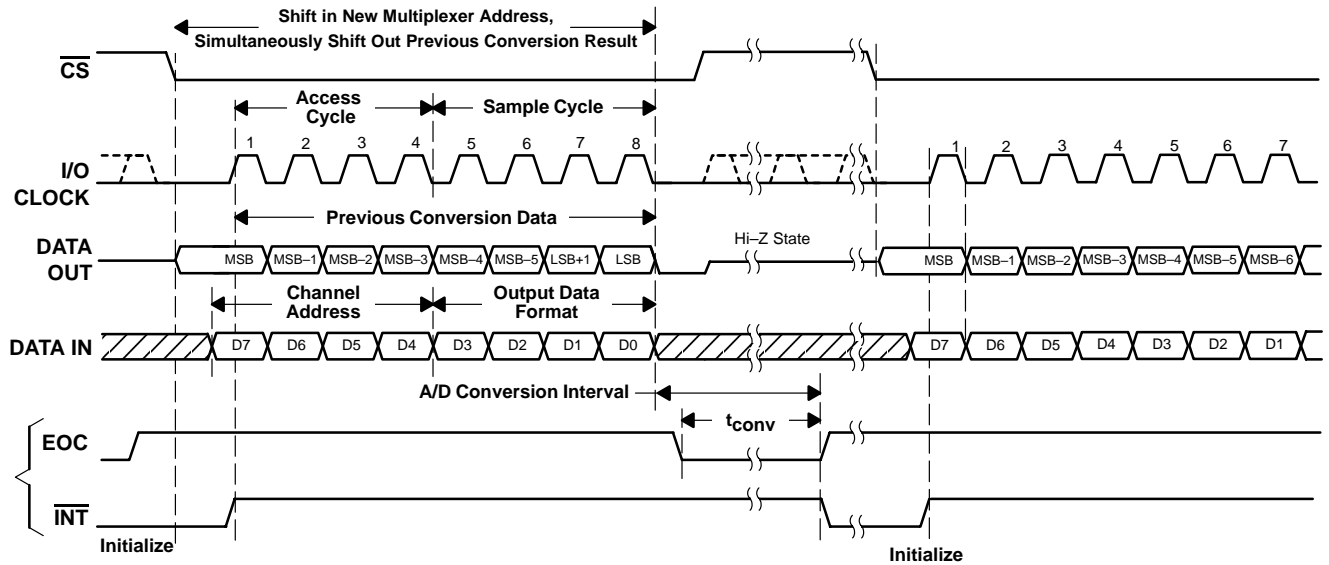 Shift in New Multiplexer Address,
Simultaneously Shift Out Previous Conversion Result
CS
Access
Cycle
Sample Cycle
1 2 3 4 5 6 7 8 1 2 3 4 5 6 7
I/O
CLOCK
Previous Conversion Data
DATA
OUT
MSB MSB–1 MSB–2 MSB–3 MSB–4 MSB–5 LSB+1 LSB Hi–Z State MSB MSB–1 MSB–2 MSB–3 MSB–4 MSB–5 MSB–6
Channel
Address
Output Data
Format
DATA IN D7 D6 D5 D4 D3 D2 D1 D0 D7 D6 D5 D4 D3 D2 D1
A/D Conversion Interval
tconv
EOC
INT
Initialize Initialize